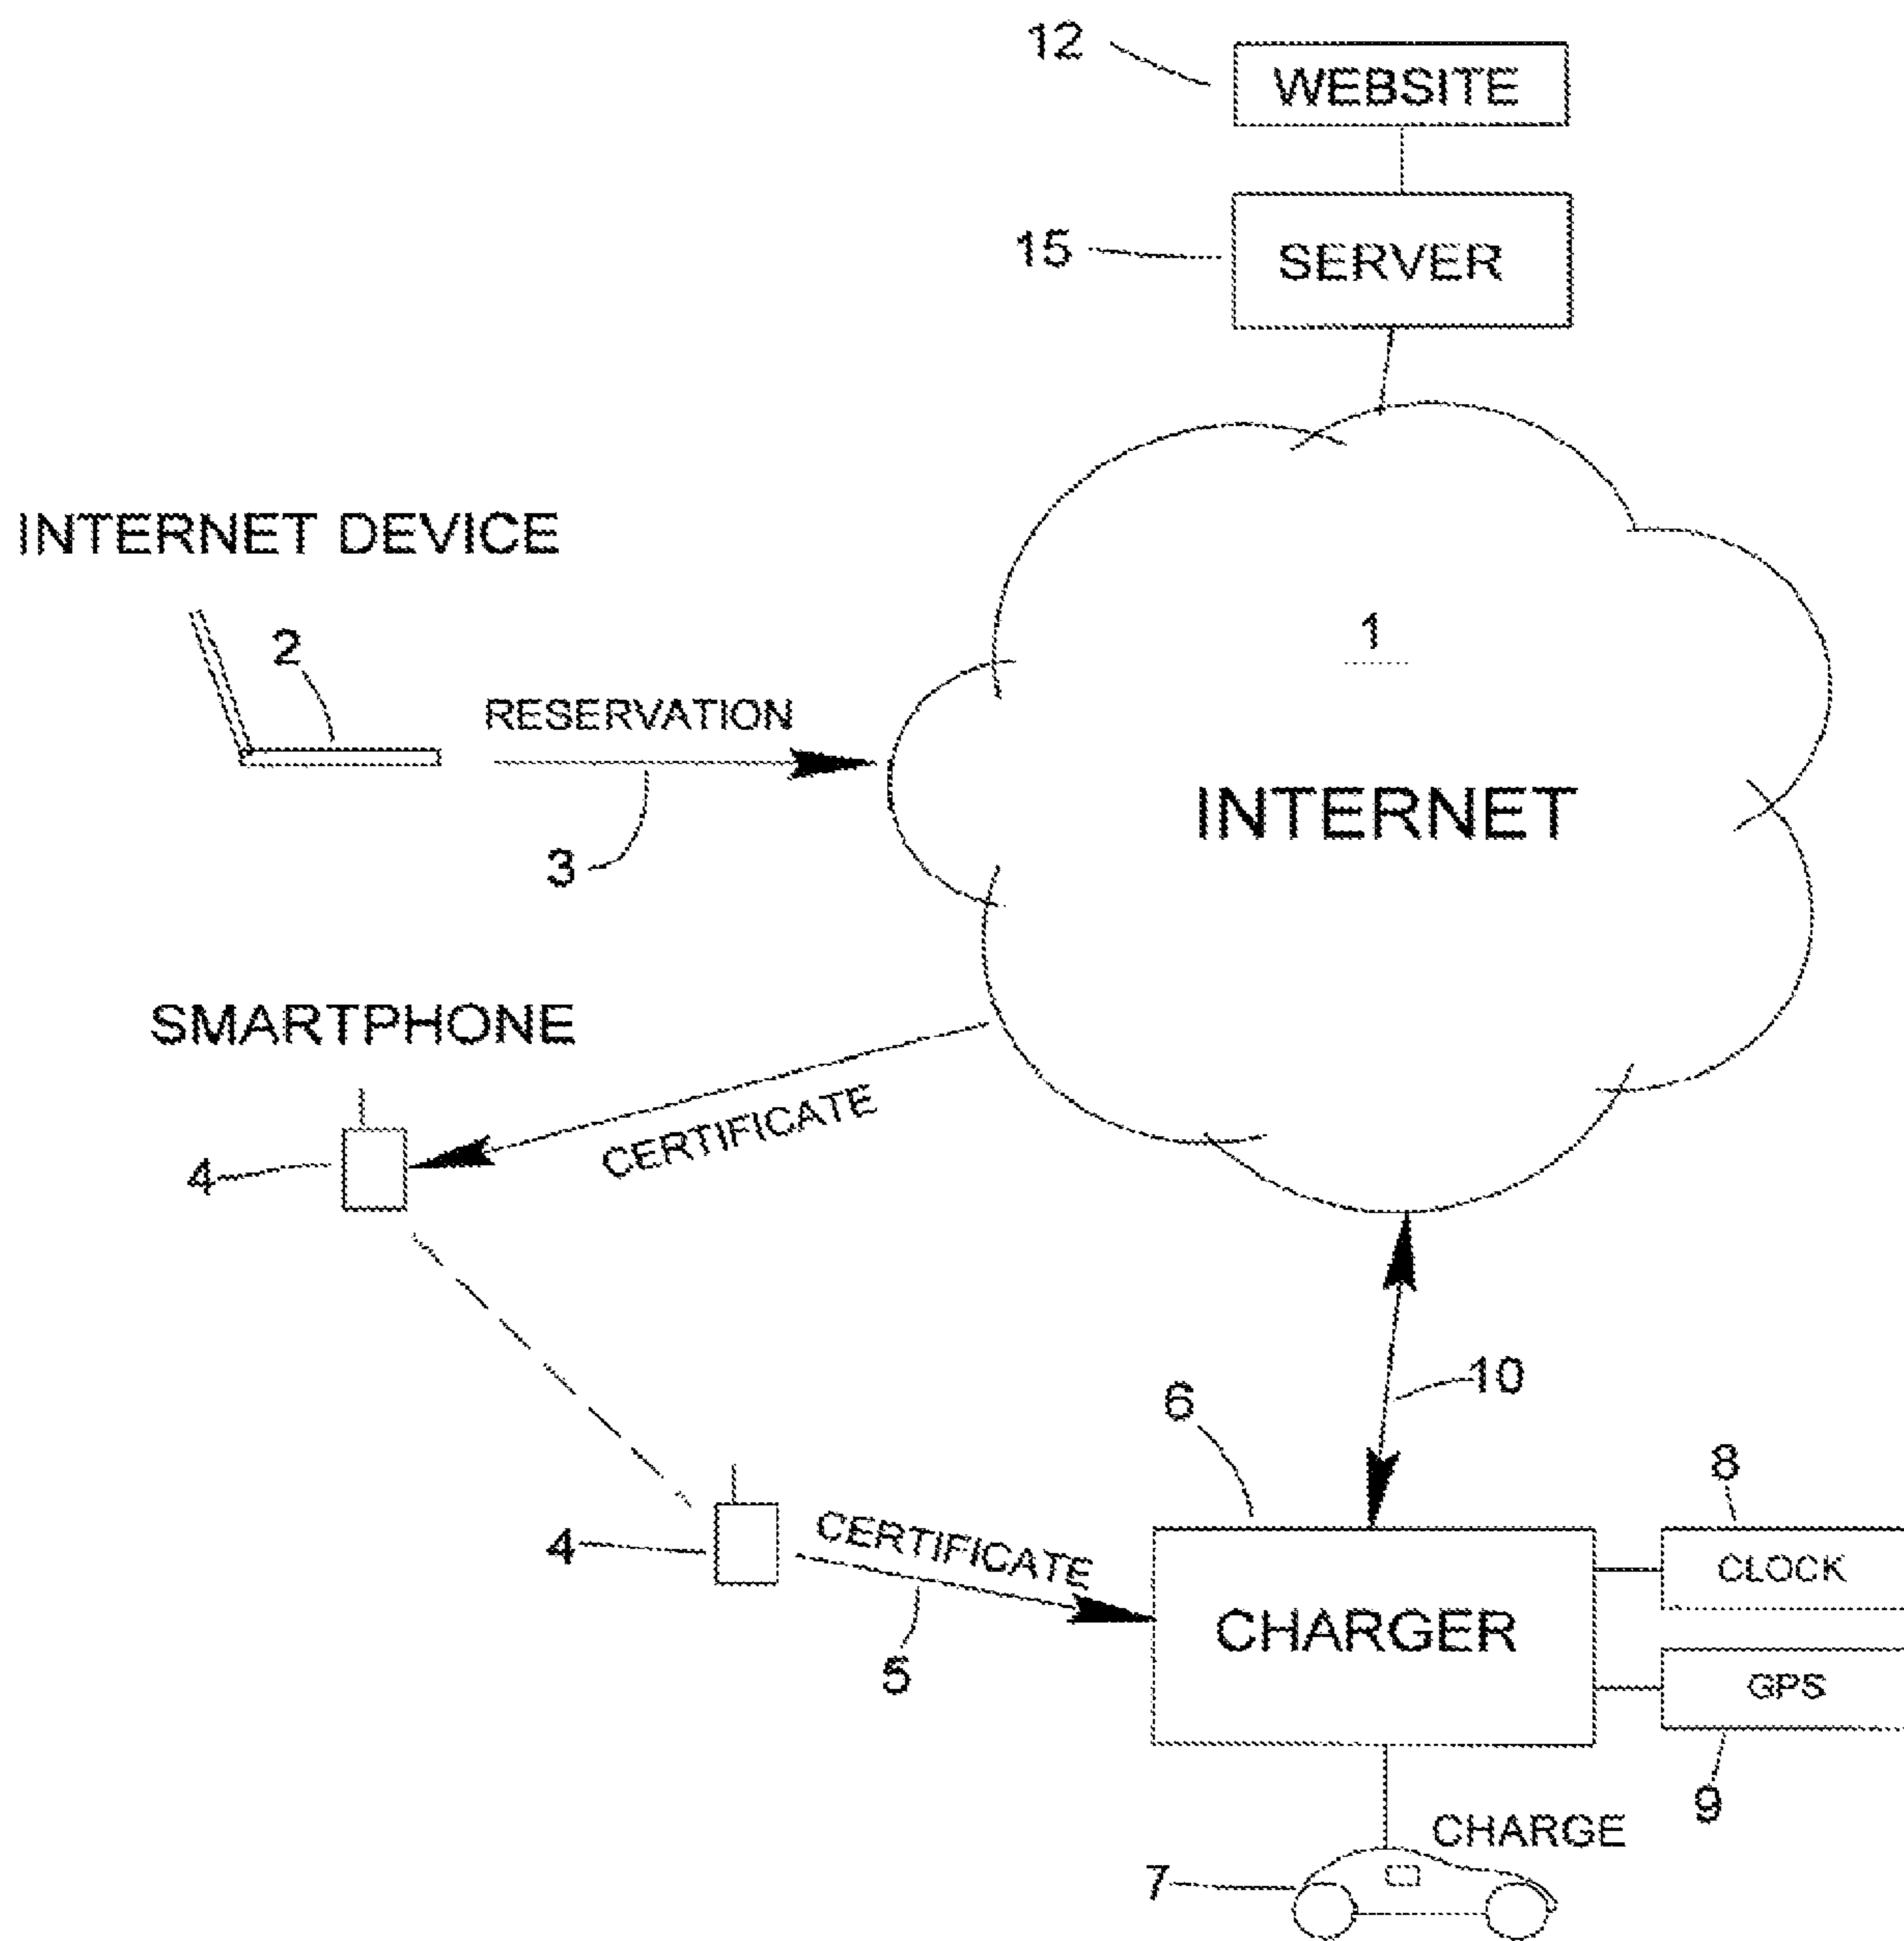 12
WEBSITE
15
SERVER
INTERNET DEVICE
2
RESERVATION
3
1
INTERNET
SMARTPHONE
4
CERTIFICATE
10
6
8
CLOCK
4
CERTIFICATE
5
CHARGER
GPS
9
CHARGE
7